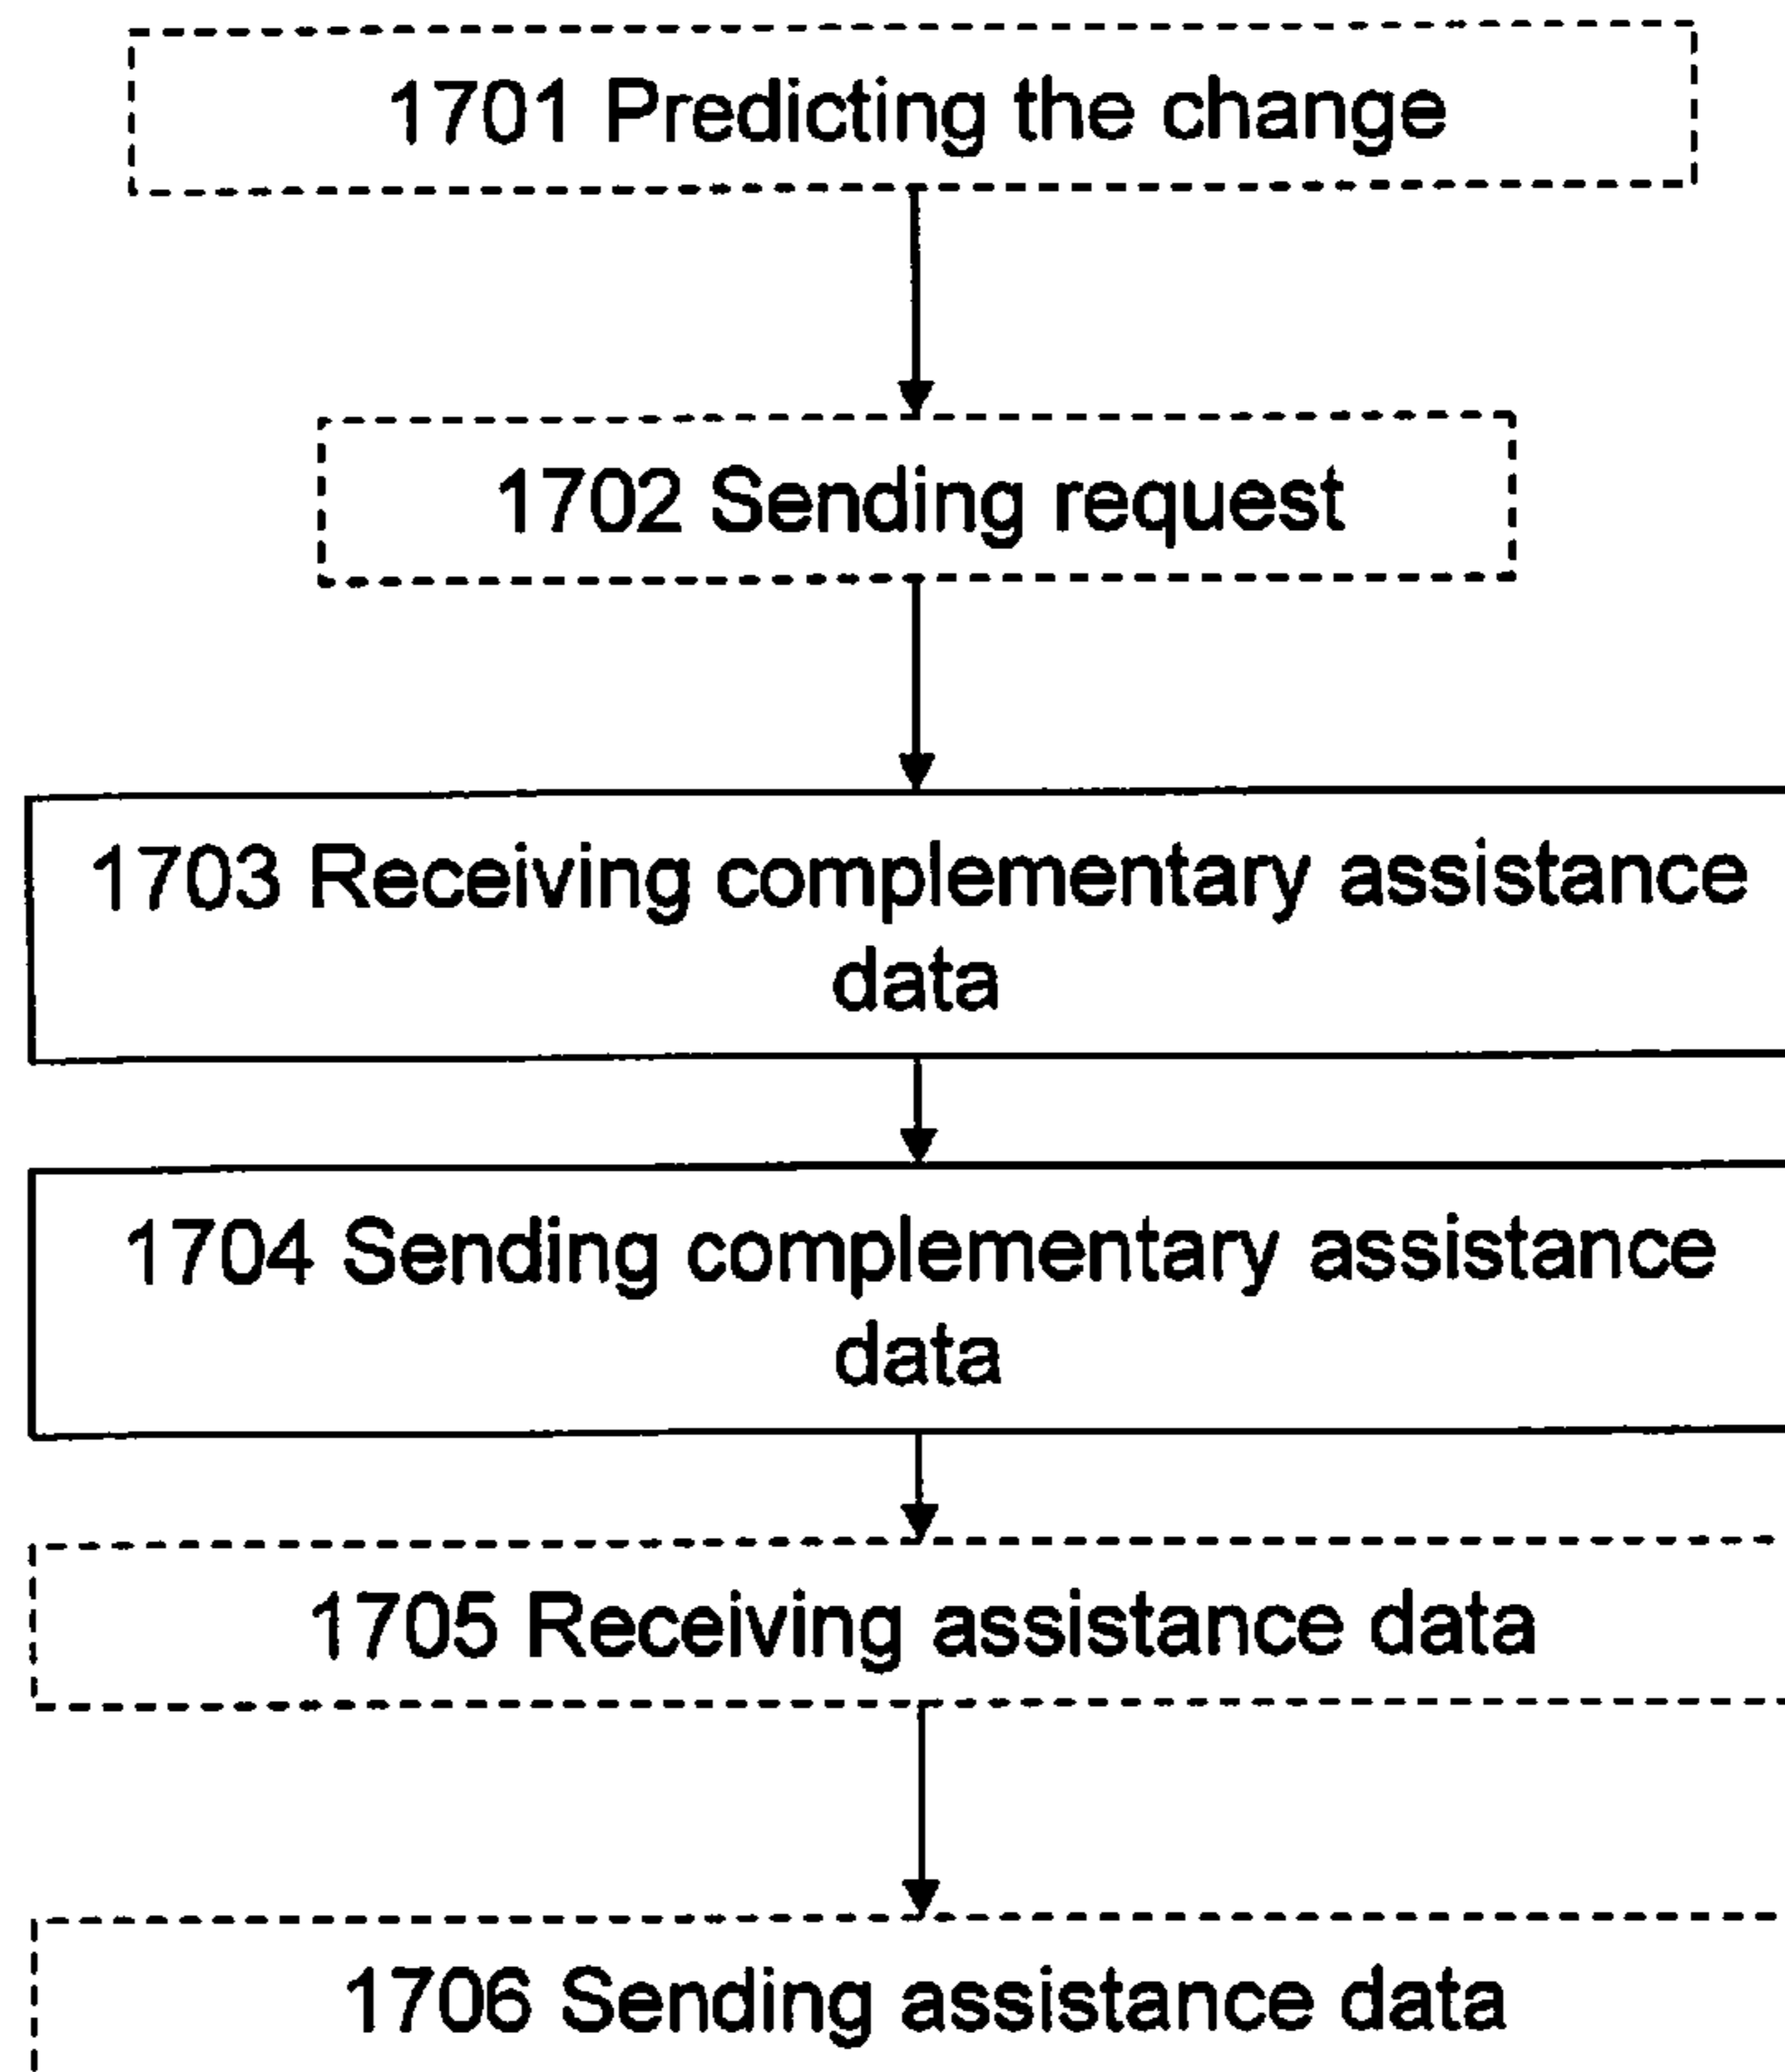 1701 Predicting the change
1702 Sending request
1703 Receiving complementary assistance
data
1704 Sending complementary assistance
data
1705 Receiving assistance data
1706 Sending assistance data